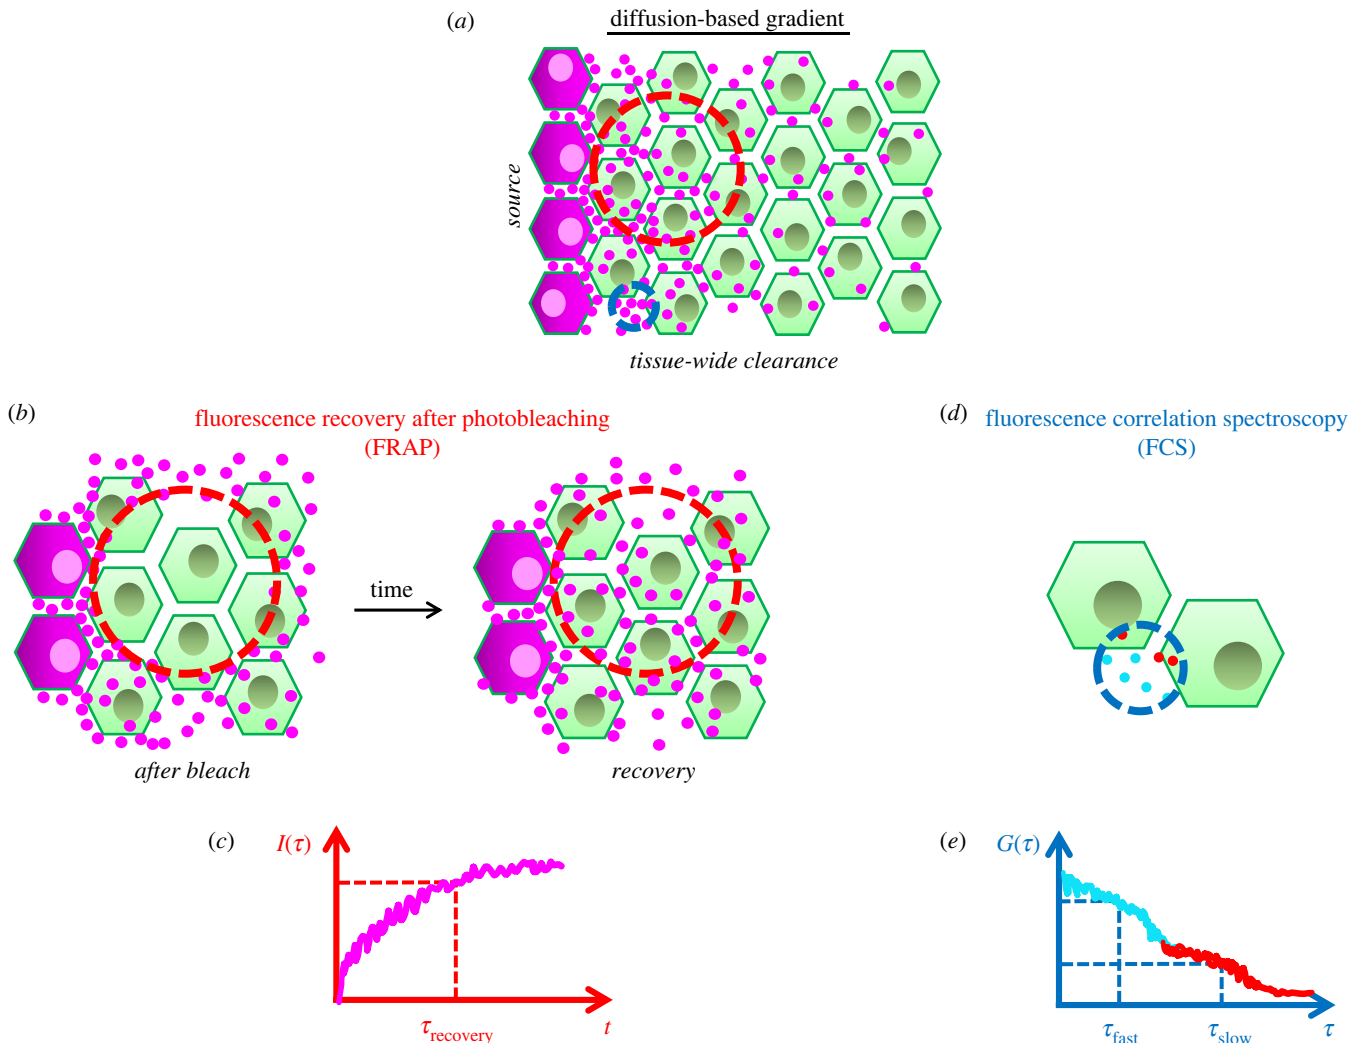 (a)
diffusion-based gradient
source
tissue-wide clearance
(b)
fluorescence recovery after photobleaching
(FRAP)
time
after bleach
recovery
(d)
fluorescence correlation spectroscopy
(FCS)
(c)
I(τ)
τrecovery
t
(e)
G(τ)
τfast
τslow
τ